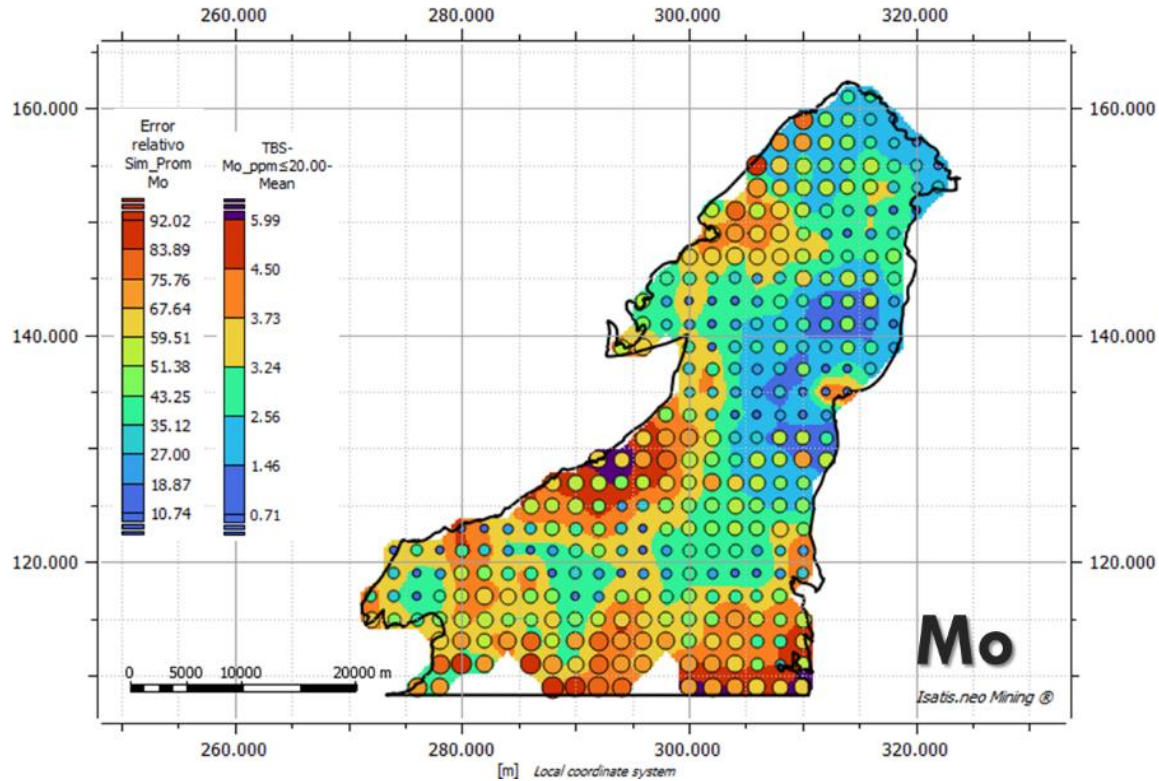 260.000 280.000 300.000 320.000
160.000 160.000
140.000 140.000
120.000 120.000
Error
relativo
Sim_Prom
Mo
92.02
83.89
75.76
67.64
59.51
51.38
43.25
35.12
27.00
18.87
10.74
TBS-
Mo_ppm≤20.00-
Mean
5.99
4.50
3.73
3.24
2.56
1.46
0.71
0 5000 10000 20000 m
Mo
Isatis.neo Mining ®
260.000 280.000 300.000 320.000
[m] Local coordinate system